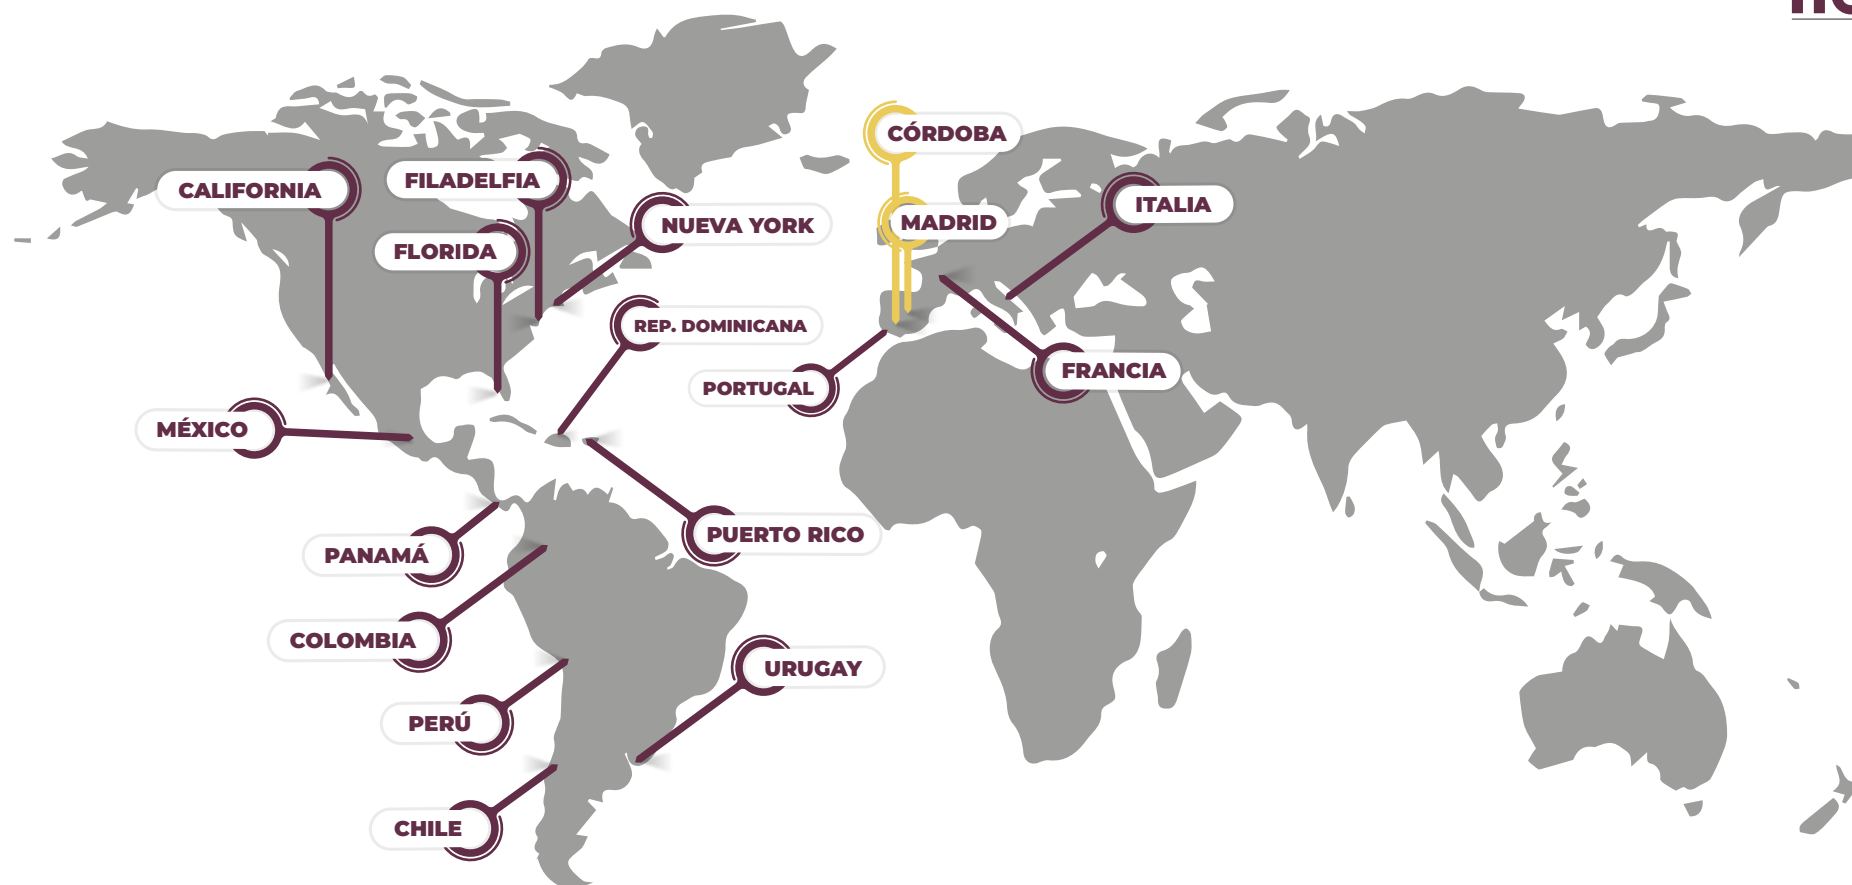 CÓRDOBA
CALIFORNIA
FILADELFIA
ITALIA
NUEVA YORK
MADRID
FLORIDA
REP. DOMINICANA
FRANCIA
PORTUGAL
MÉXICO
PUERTO RICO
PANAMÁ
COLOMBIA
URUGAY
PERÚ
CHILE